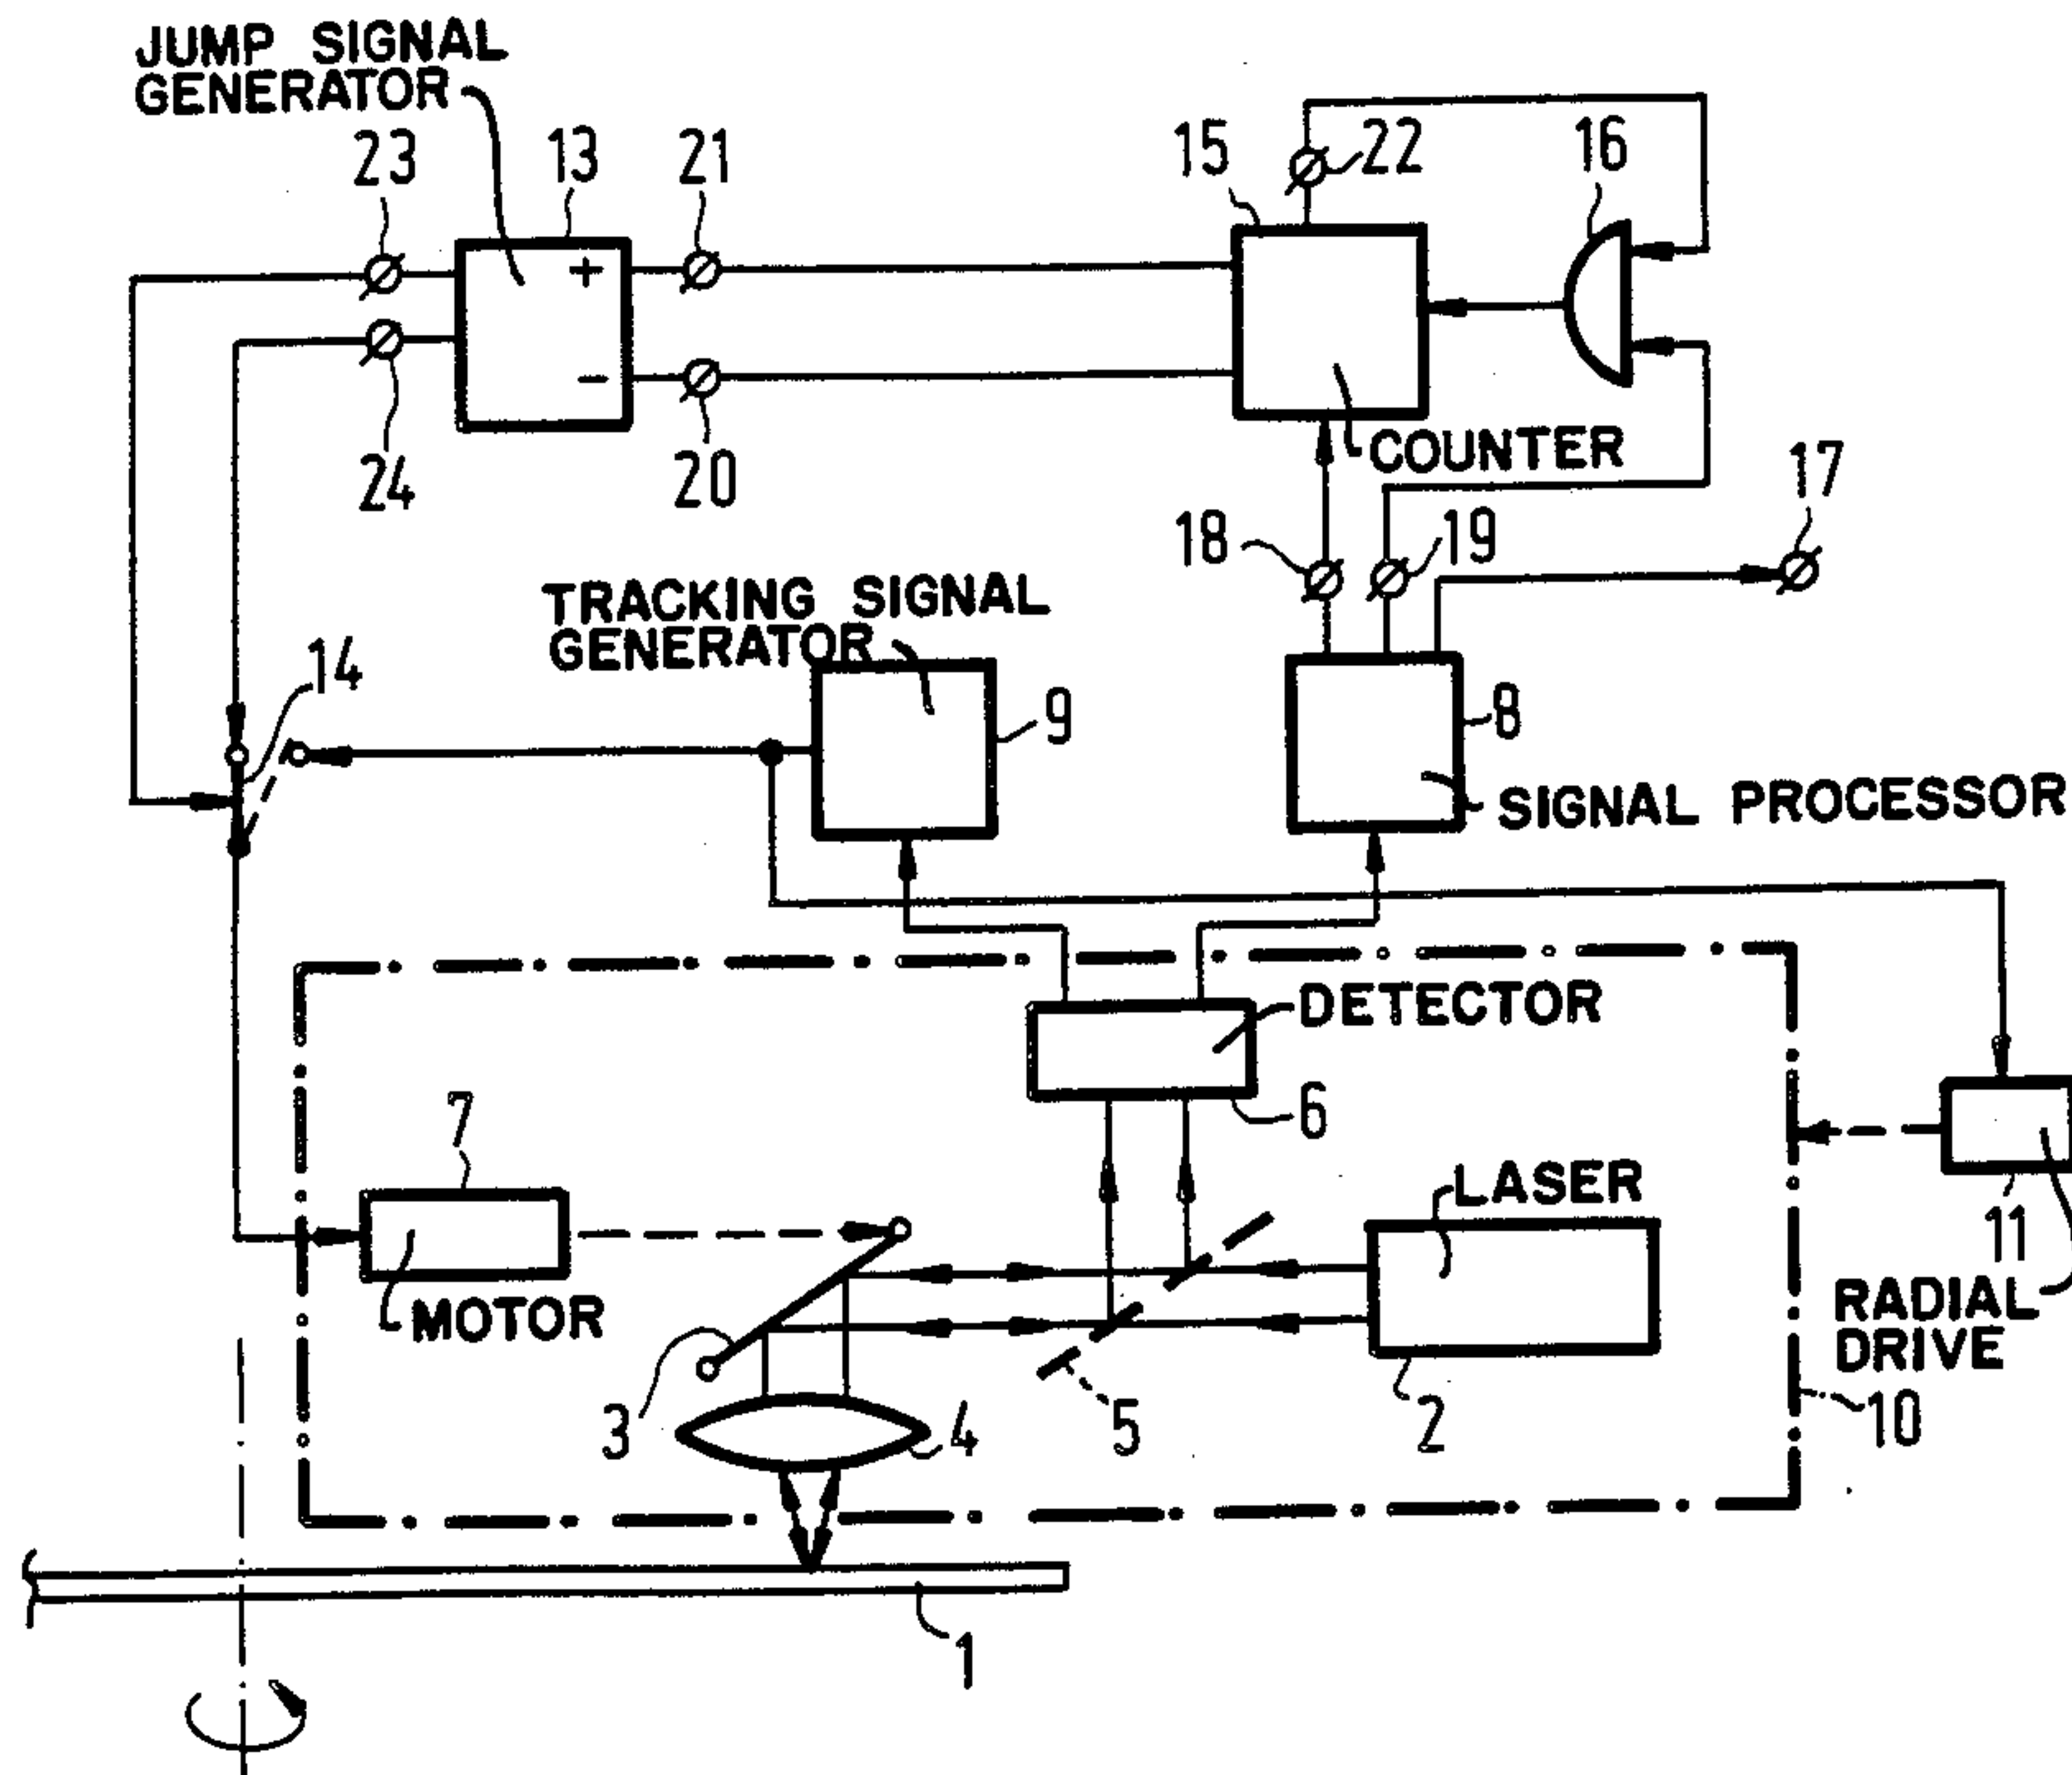 JUMP SIGNAL
GENERATOR
23
13
21
15
22
16
+
−
24
20
COUNTER
17
18
19
TRACKING SIGNAL
GENERATOR
14
9
8
SIGNAL PROCESSOR
DETECTOR
6
7
LASER
11
MOTOR
RADIAL
DRIVE
3
4
5
2
10
1